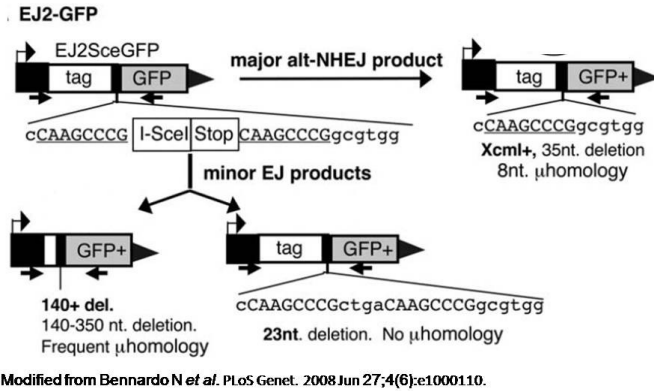 EJ2-GFP
EJ2SceGFP
tag GFP
major alt-NHEJ product
tag GFP+
cCAAGCCCG I-SceI Stop CAAGCCCGgcgtgg
cCAAGCCCGgcgtgg
XcmI+, 35nt. deletion
8nt. μhomology
minor EJ products
GFP+
tag GFP+
140+ del.
140-350 nt. deletion.
Frequent μhomology
cCAAGCCCGctgaCAAGCCCGgcgtgg
23nt. deletion. No μhomology
Modified from Bennardo N et al. PLoS Genet. 2008 Jun 27;4(6):e1000110.